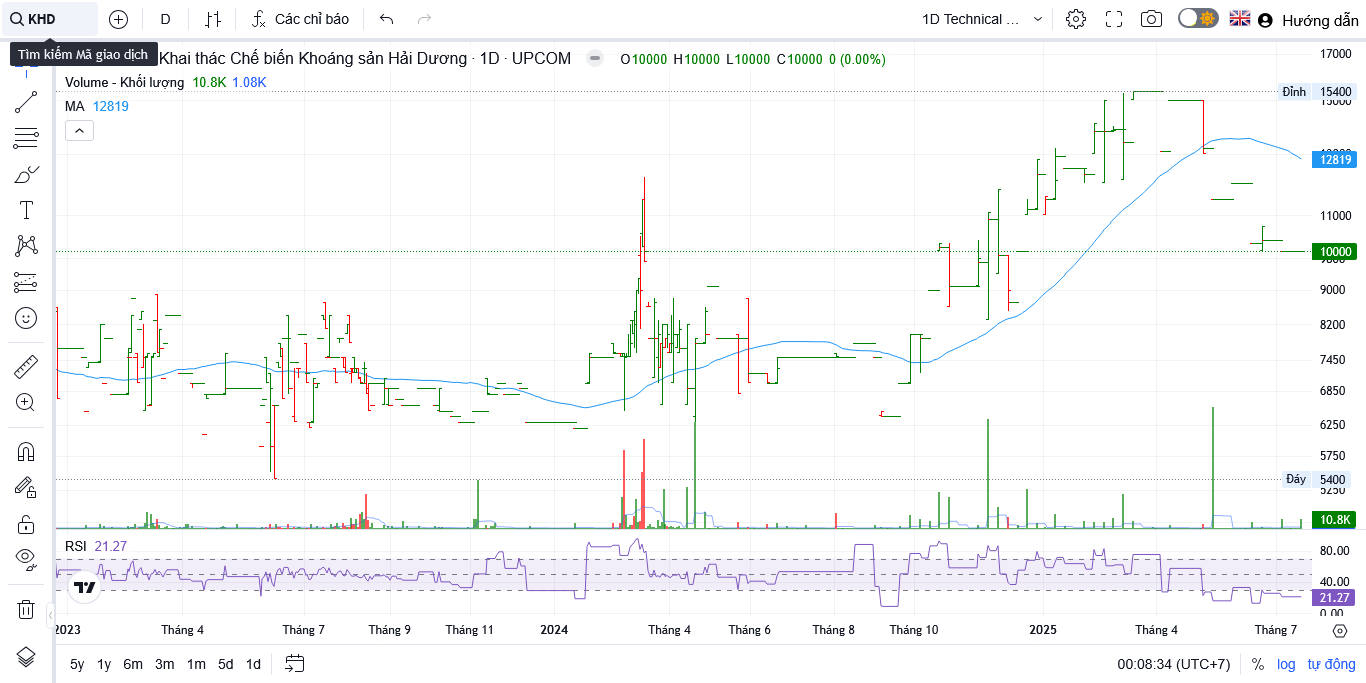 KHD
D
Các chỉ báo
1D Technical ...
Hướng dẫn
Tìm kiếm Mã giao dịch
Khai thác Chế biến Khoáng sản Hải Dương · 1D · UPCOM
O10000 H10000 L10000 C10000 0 (0.00%)
Volume - Khối lượng 10.8K 1.08K
MA 12819
17000
Đỉnh 15400
15000
12819
11000
10000
9000
8200
7450
6850
6250
5750
Đáy 5400
5250
10.8K
RSI 21.27
80.00
40.00
21.27
0.00
2023 Tháng 4 Tháng 7 Tháng 9 Tháng 11 2024 Tháng 4 Tháng 6 Tháng 8 Tháng 10 2025 Tháng 4 Tháng 7
5y 1y 6m 3m 1m 5d 1d
00:08:34 (UTC+7) % log tự động